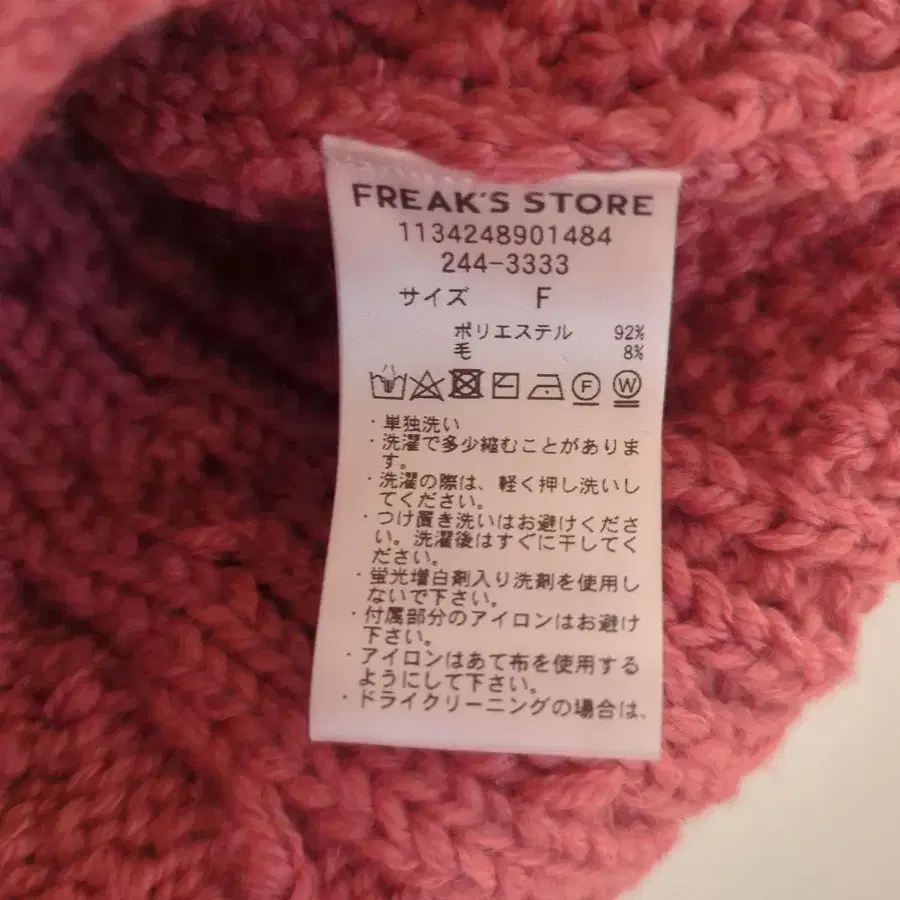 FREAK'S STORE
1134248901484
244-3333
サイズ F
ポリエステル 92%
毛 8%
F W
・単独洗い
・洗濯で多少縮むことがありま
す。
・洗濯の際は、軽く押し洗いし
てください。
・つけ置き洗いはお避けくださ
い。洗濯後はすぐに干してく
ださい。
・蛍光増白剤入り洗剤を使用し
ないで下さい。
・付属部分のアイロンはお避け
下さい。
・アイロンはあて布を使用する
ようにして下さい。
・ドライクリーニングの場合は、